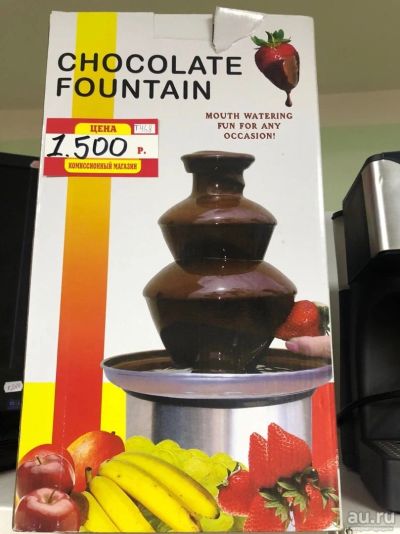 CHOCOLATE
FOUNTAIN
MOUTH WATERING
FUN FOR ANY
OCCASION!
ЦЕНА
1.500 Р.
КОМИССИОННЫЙ МАГАЗИН
au.ru